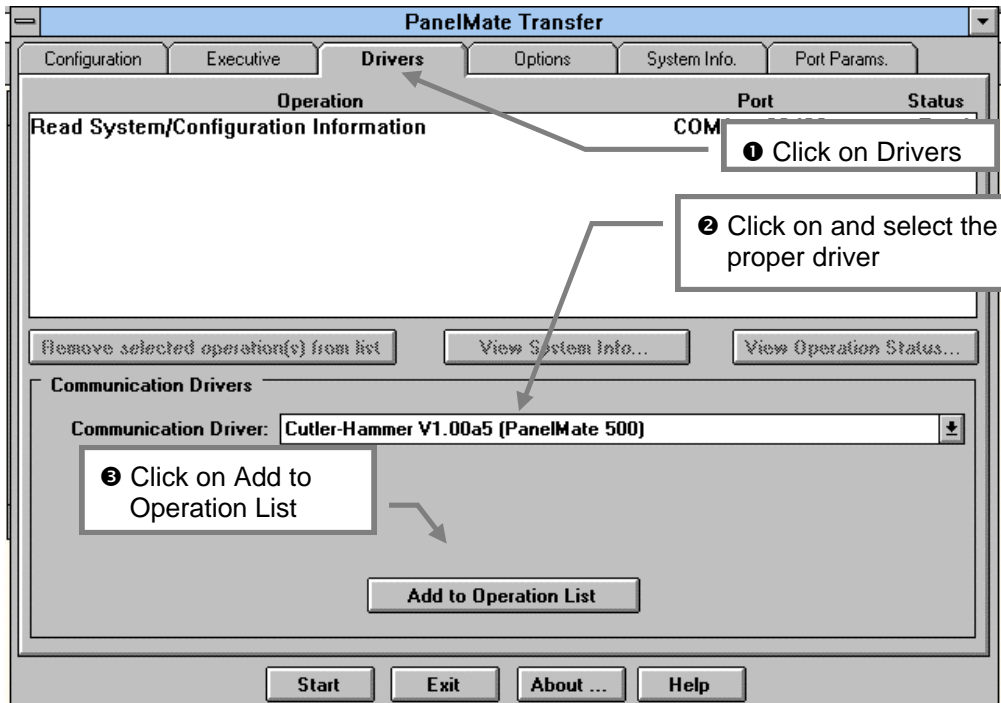 PanelMate Transfer
Configuration Executive Drivers Options System Info. Port Params.
Operation Port Status
Read System/Configuration Information
❶ Click on Drivers
❷ Click on and select the
proper driver
Remove selected operation(s) from list View System Info... View Operation Status...
Communication Drivers
Communication Driver: Cutler-Hammer V1.00a5 (PanelMate 500)
❸ Click on Add to
Operation List
Add to Operation List
Start Exit About ... Help